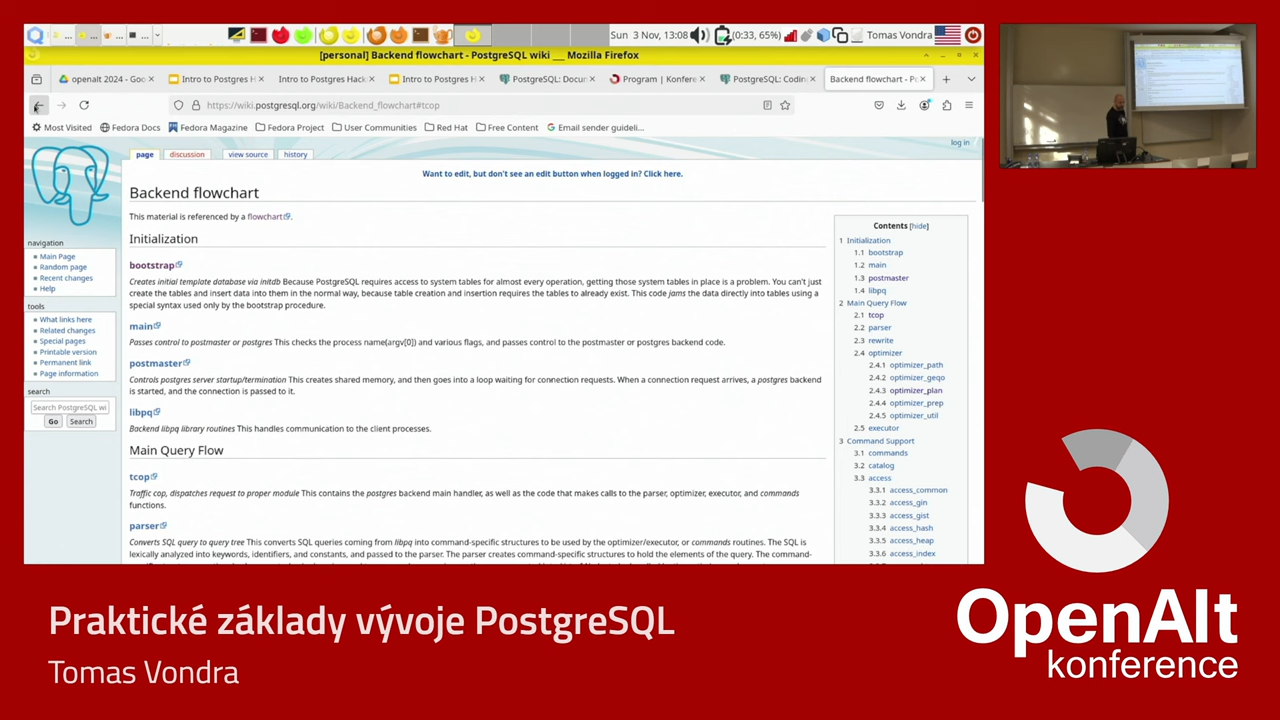 Sun 3 Nov, 13:08 (0:33, 65%) Tomas Vondra
[personal] Backend flowchart - PostgreSQL wiki __ Mozilla Firefox
openalt 2024 - Goo Intro to Postgres H Intro to Postgres Hack Intro to Postgres H PostgreSQL: Docum Program | Konfere PostgreSQL: Codin Backend flowchart - Po
https://wiki.postgresql.org/wiki/Backend_flowchart#tcop
Most Visited Fedora Docs Fedora Magazine Fedora Project User Communities Red Hat Free Content Email sender guideli...
log in
page discussion view source history
Want to edit, but don't see an edit button when logged in? Click here.
Backend flowchart
This material is referenced by a flowchart.
Initialization
bootstrap
Creates initial template database via initdb Because PostgreSQL requires access to system tables for almost every operation, getting those system tables in place is a problem. You can't just
create the tables and insert data into them in the normal way, because table creation and insertion requires the tables to already exist. This code jams the data directly into tables using a
special syntax used only by the bootstrap procedure.
main
Passes control to postmaster or postgres This checks the process name(argv[0]) and various flags, and passes control to the postmaster or postgres backend code.
postmaster
Controls postgres server startup/termination This creates shared memory, and then goes into a loop waiting for connection requests. When a connection request arrives, a postgres backend
is started, and the connection is passed to it.
libpq
Backend libpq library routines This handles communication to the client processes.
Main Query Flow
tcop
Traffic cop, dispatches request to proper module This contains the postgres backend main handler, as well as the code that makes calls to the parser, optimizer, executor, and commands
functions.
parser
Converts SQL query to query tree This converts SQL queries coming from libpq into command-specific structures to be used by the optimizer/executor, or commands routines. The SQL is
lexically analyzed into keywords, identifiers, and constants, and passed to the parser. The parser creates command-specific structures to hold the elements of the query. The command-
navigation
Main Page
Random page
Recent changes
Help
tools
What links here
Related changes
Special pages
Printable version
Permanent link
Page information
search
Search PostgreSQL wi
Go Search
Contents [hide]
1 Initialization
1.1 bootstrap
1.2 main
1.3 postmaster
1.4 libpq
2 Main Query Flow
2.1 tcop
2.2 parser
2.3 rewrite
2.4 optimizer
2.4.1 optimizer_path
2.4.2 optimizer_geqo
2.4.3 optimizer_plan
2.4.4 optimizer_prep
2.4.5 optimizer_util
2.5 executor
3 Command Support
3.1 commands
3.2 catalog
3.3 access
3.3.1 access_common
3.3.2 access_gin
3.3.3 access_gist
3.3.4 access_hash
3.3.5 access_heap
3.3.6 access_index
Praktické základy vývoje PostgreSQL
Tomas Vondra
OpenAlt
konference